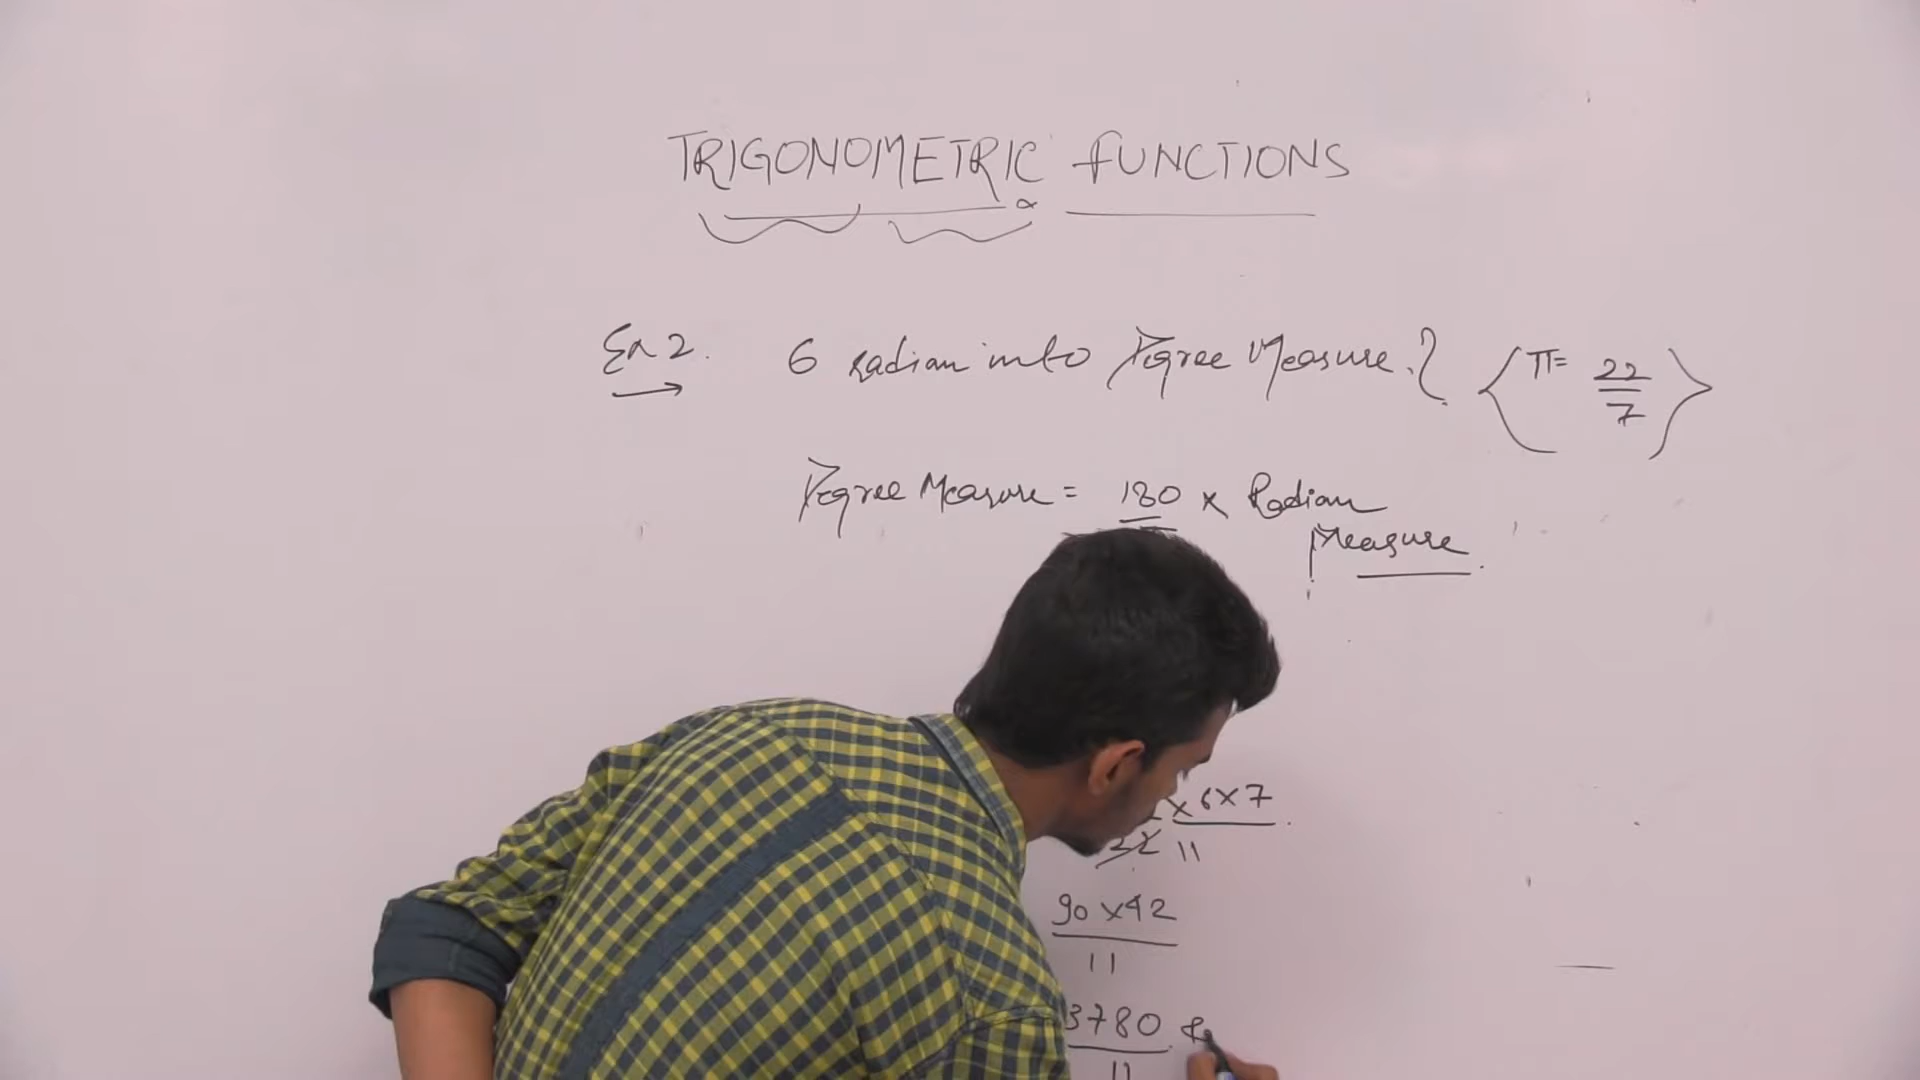 TRIGONOMETRIC FUNCTIONS
Ex 2. 6 radian into Degree Measure. ? < π = 22/7 >
Degree Measure = 180 × Radian
Measure.
× 6 × 7
22 11
90 × 42
11
3780
11